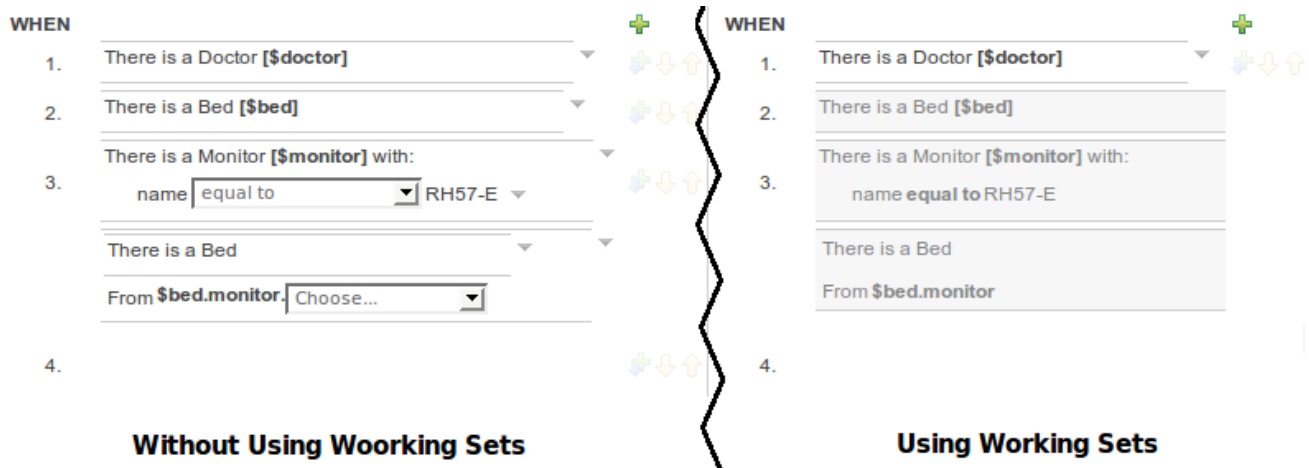 WHEN
1. There is a Doctor [$doctor]
2. There is a Bed [$bed]
3. There is a Monitor [$monitor] with:
name equal to RH57-E
There is a Bed
From $bed.monitor. Choose...
4.
Without Using Woorking Sets
WHEN
1. There is a Doctor [$doctor]
2. There is a Bed [$bed]
3. There is a Monitor [$monitor] with:
name equal to RH57-E
There is a Bed
From $bed.monitor
4.
Using Working Sets